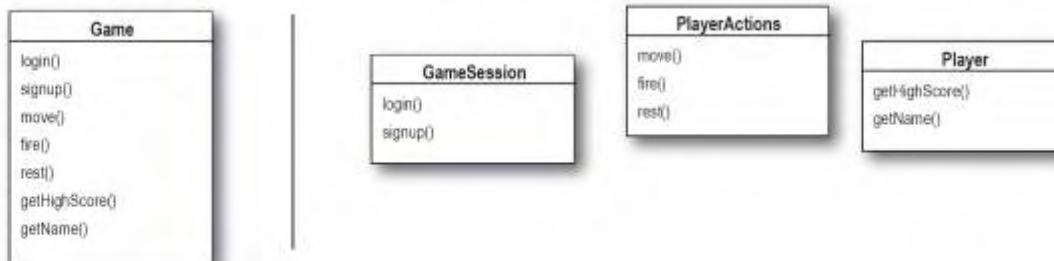 Game
login()
signup()
move()
fire()
rest()
getHighScore()
getName()
GameSession
login()
signup()
PlayerActions
move()
fire()
rest()
Player
getHighScore()
getName()